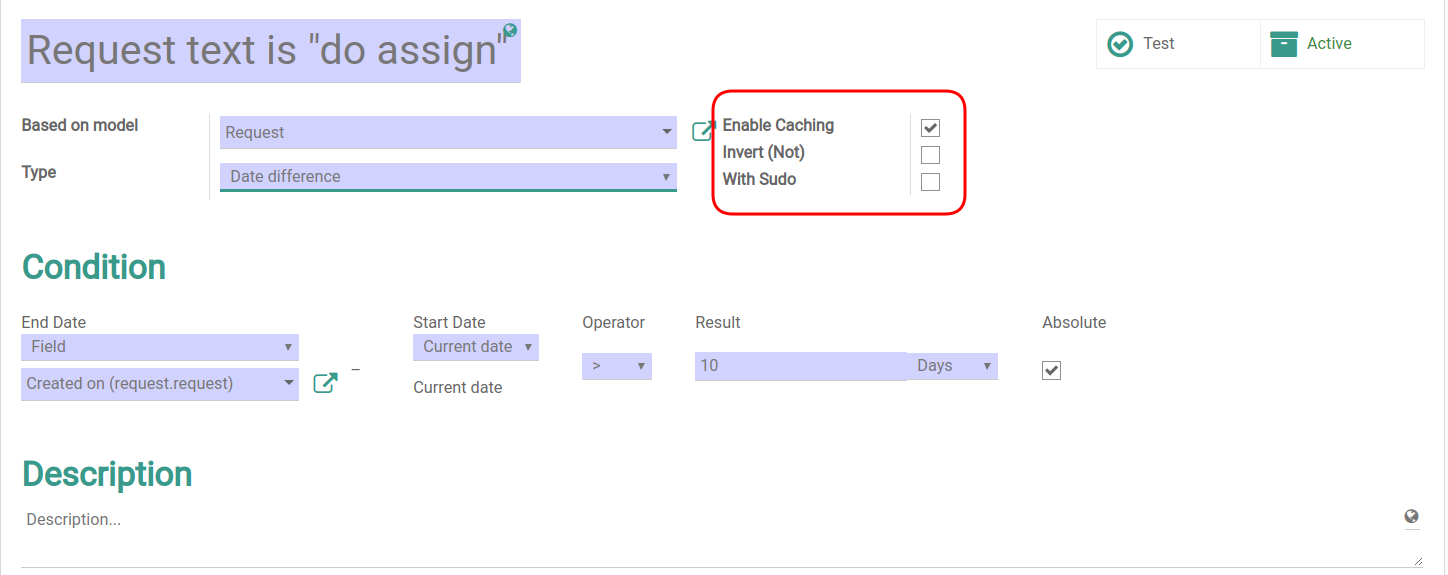 Request text is "do assign"
Test
Active
Based on model
Request
Enable Caching
Invert (Not)
Type
Date difference
With Sudo
Condition
End Date
Start Date
Operator
Result
Absolute
Field
Current date
>
10
Days
Created on (request.request)
–
Current date
Description
Description...